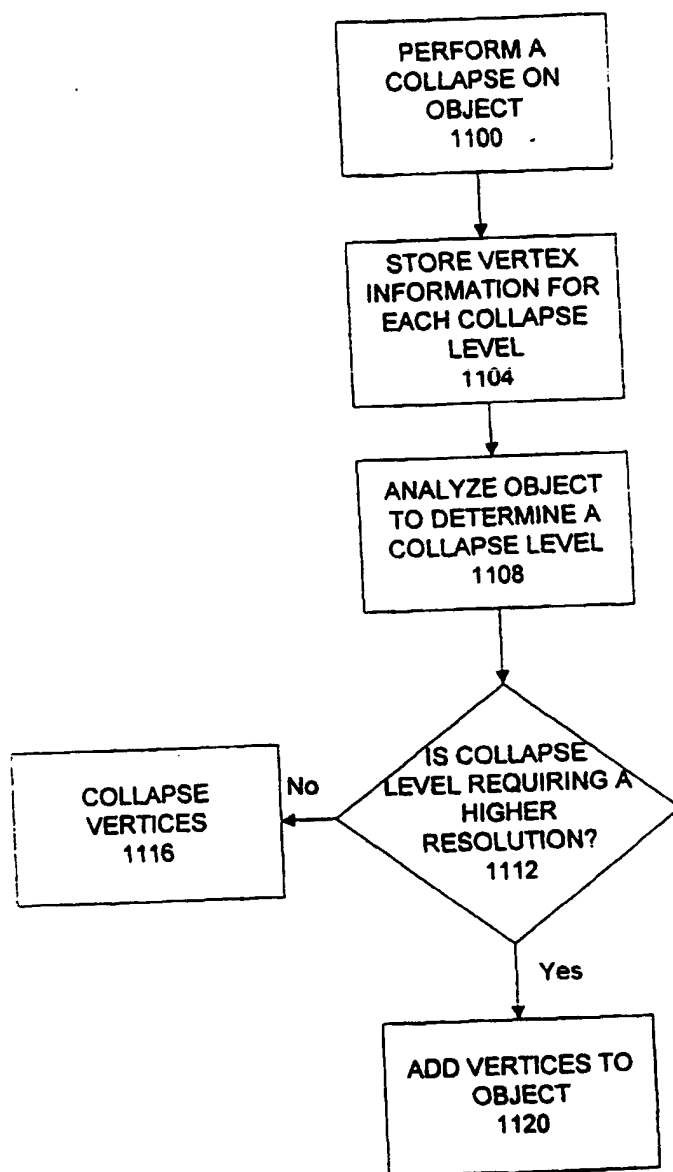 PERFORM A
COLLAPSE ON
OBJECT
1100
STORE VERTEX
INFORMATION FOR
EACH COLLAPSE
LEVEL
1104
ANALYZE OBJECT
TO DETERMINE A
COLLAPSE LEVEL
1108
IS COLLAPSE
LEVEL REQUIRING A
HIGHER
RESOLUTION?
1112
No
COLLAPSE
VERTICES
1116
Yes
ADD VERTICES TO
OBJECT
1120